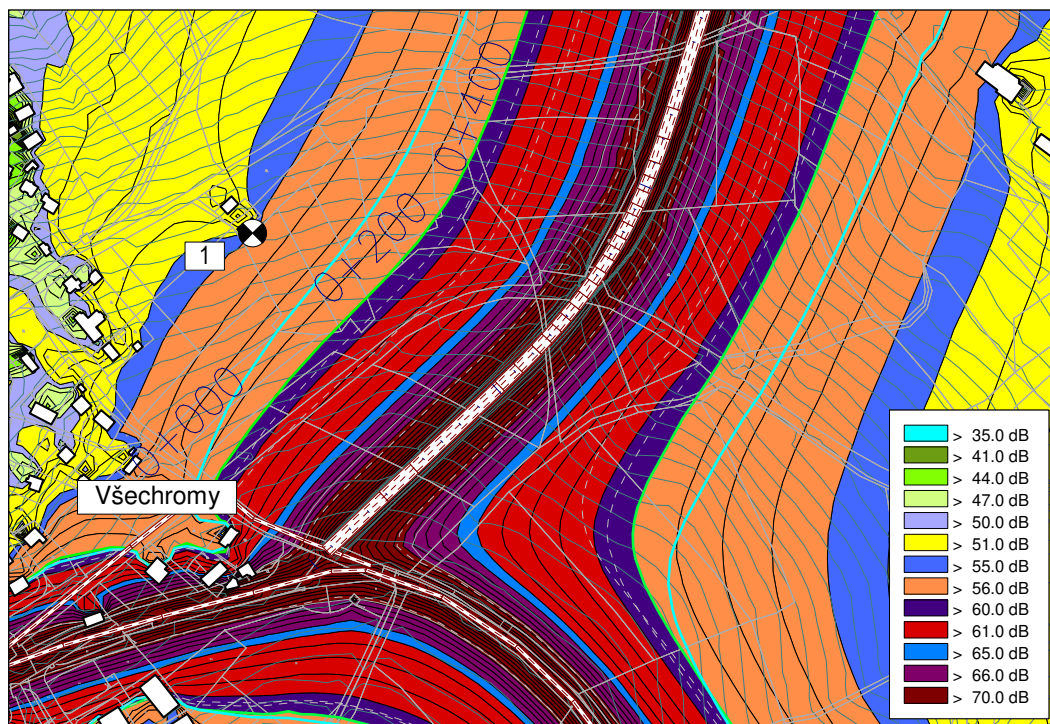 0+400
0+200
1
0+000
Všechromy
> 35.0 dB
> 41.0 dB
> 44.0 dB
> 47.0 dB
> 50.0 dB
> 51.0 dB
> 55.0 dB
> 56.0 dB
> 60.0 dB
> 61.0 dB
> 65.0 dB
> 66.0 dB
> 70.0 dB